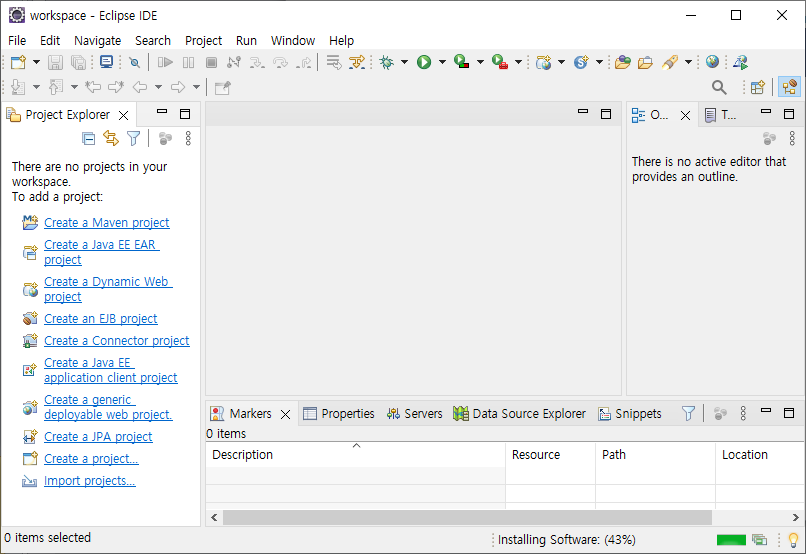 workspace - Eclipse IDE
File Edit Navigate Search Project Run Window Help
Project Explorer
There are no projects in your
workspace.
To add a project:
Create a Maven project
Create a Java EE EAR
project
Create a Dynamic Web
project
Create an EJB project
Create a Connector project
Create a Java EE
application client project
Create a generic
deployable web project.
Create a JPA project
Create a project...
Import projects...
O...
T...
There is no active editor that
provides an outline.
Markers
Properties
Servers
Data Source Explorer
Snippets
0 items
Description Resource Path Location
0 items selected
Installing Software: (43%)